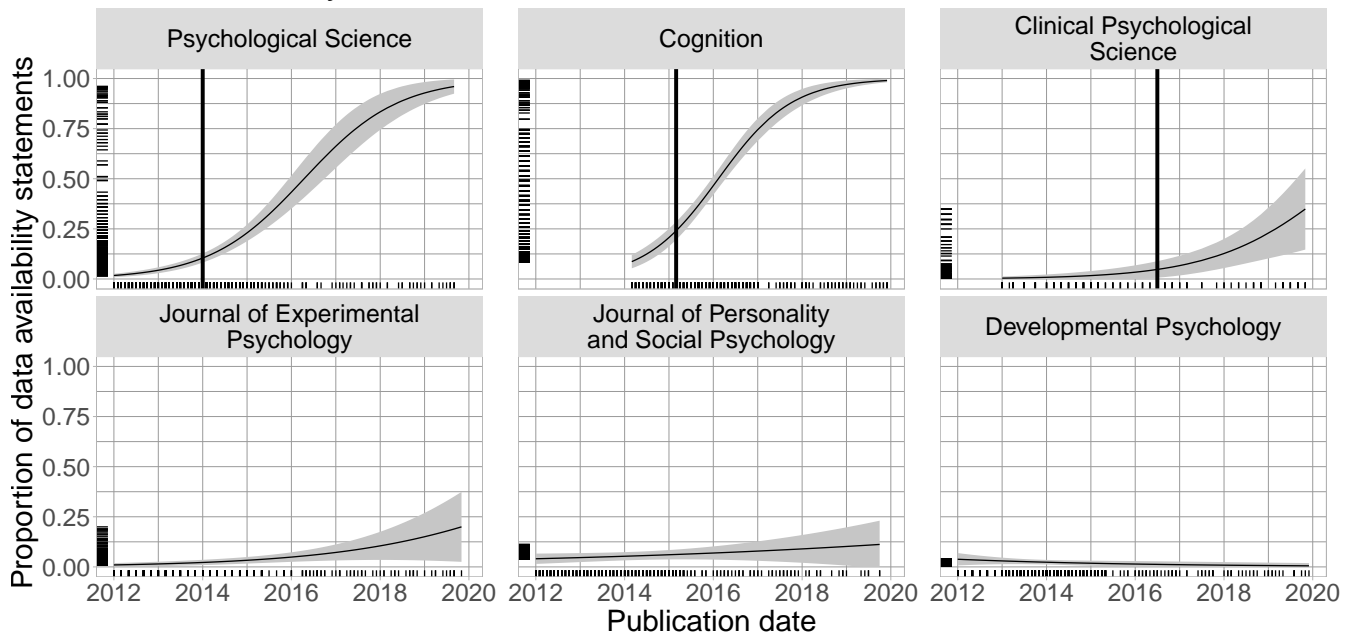 Psychological Science
Cognition
Clinical Psychological
Science
Proportion of data availability statements
1.00
0.75
0.50
0.25
0.00
Journal of Experimental
Psychology
Journal of Personality
and Social Psychology
Developmental Psychology
1.00
0.75
0.50
0.25
0.00
2012 2014 2016 2018 2020
2012 2014 2016 2018 2020
2012 2014 2016 2018 2020
Publication date